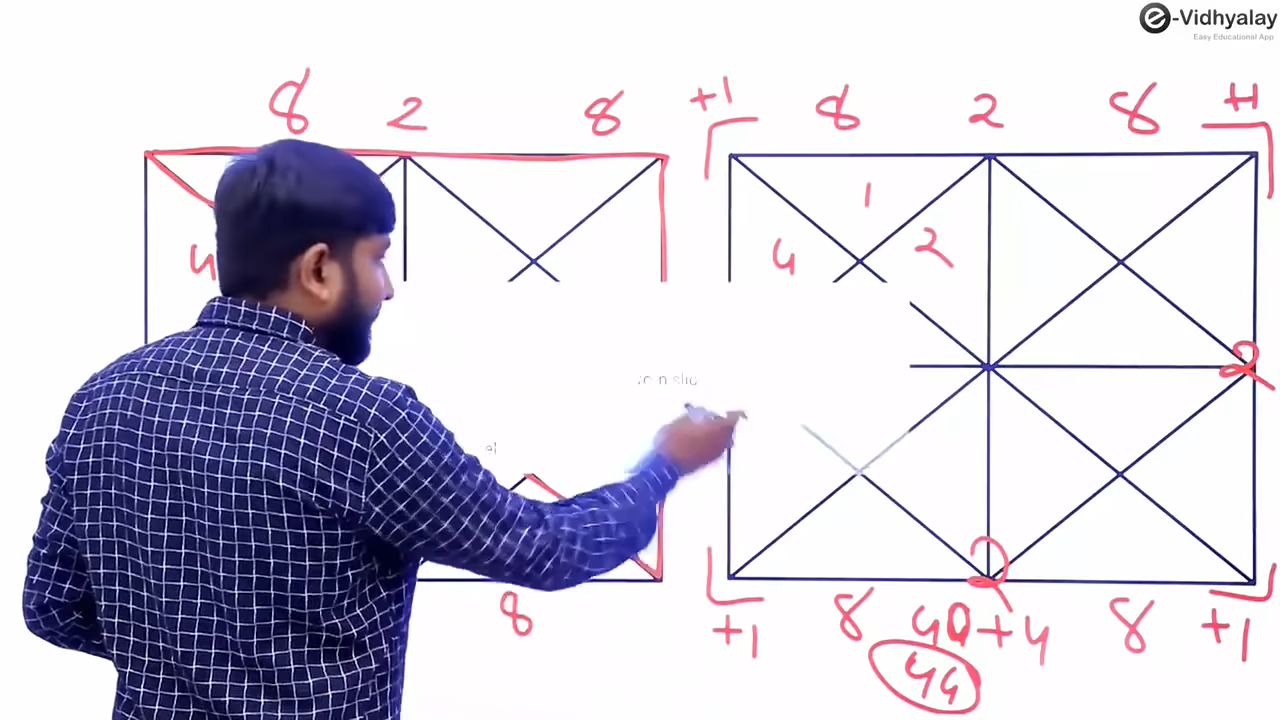 e-Vidhyalay
Easy Educational App
8 2 8
+1 8 2 8 +1
4
4 1 2
2
2
8
+1 8 40+4 8 +1
44